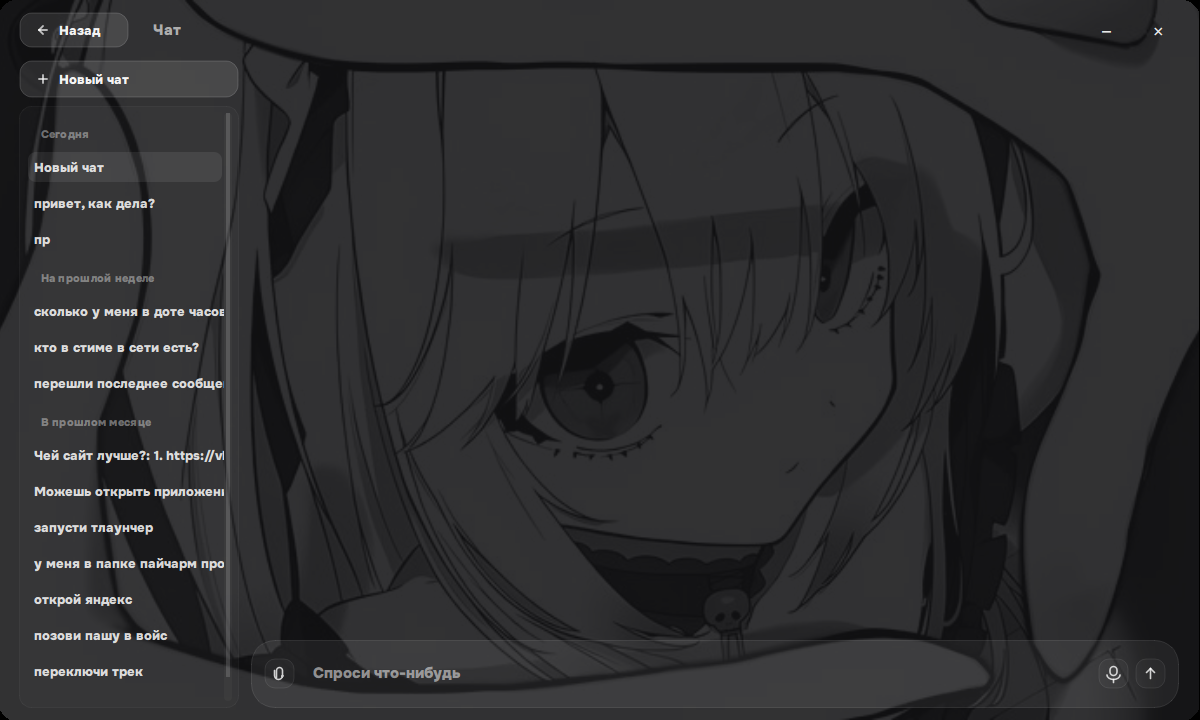 Назад
Чат
Новый чат
Сегодня
Новый чат
привет, как дела?
пр
На прошлой неделе
сколько у меня в доте часов
кто в стиме в сети есть?
перешли последнее сообще
В прошлом месяце
Чей сайт лучше?: 1. https://vl
Можешь открыть приложени
запусти тлаунчер
у меня в папке пайчарм про
открой яндекс
позови пашу в войс
переключи трек
Спроси что-нибудь